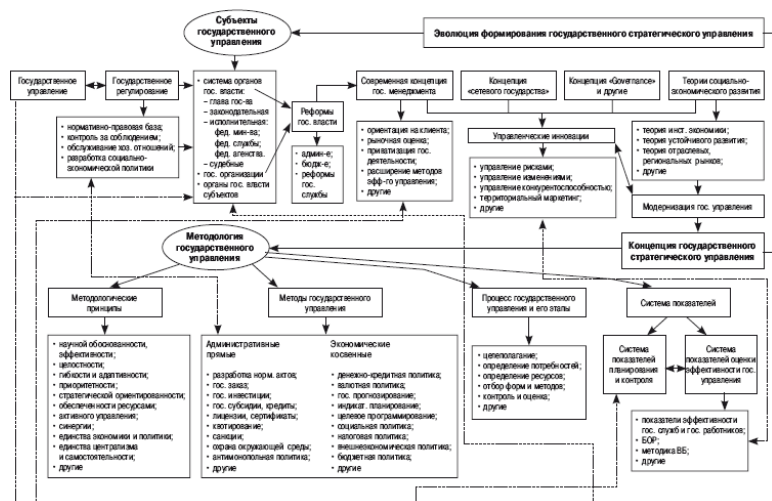 Субъекты
государственного
управления
Эволюция формирования государственного стратегического управления
Государственное
управление
Государственное
регулирование
• система органов
гос. власти:
– глава гос-ва
– законодательная
– исполнительная:
фед. мин-ва;
фед. службы;
фед. агенства.
– судебные
• гос. организации
• органы гос. власти
субъектов
Современная концепция
гос. менеджмента
Концепция
«сетевого государства»
Концепция «Governance»
и другие
Теории социально-
экономического развития
Реформы
гос. власти
• нормативно-правовая база;
• контроль за
соблюдением;
• обслуживание хоз. отношений;
• разработка социально-
экономической политики
• админ-е;
• бюдж-е;
• реформы
гос.
службы
• ориентация на клиента;
• рыночная оценка;
• приватизация гос.
деятельности;
• расширение методов
эфф-го управления;
• другие
Управленческие инновации
• управление рисками;
• управление изменениями;
• управление конкурентоспособностью;
• территориальный маркетинг;
• другие
• теория инст. экономики;
• теория устойчивого развития;
• теория отраслевых,
региональных рынков;
• другие
Модернизация гос. управления
Методология
государственного
управления
Концепция государственного
стратегического управления
Методологические
принципы
Методы государственного
управления
Процесс государственного
управления и его этапы
Система показателей
• научной обоснованности,
эффективности;
• целостности;
• гибкости и адаптивности;
• приоритетности;
• стратегической ориентированности;
• обеспеченности ресурсами;
• активного управления;
• синергии;
• единства экономики и политики;
• единства централизма
и самостоятельности;
• другие
Административные
прямые
• разработка норм. актов;
• гос. заказ;
• гос. инвестиции;
• гос. субсидии, кредиты;
• лицензии, сертификаты;
• квотирование;
• санкции;
• охрана окружающей среды;
• антимонопольная политика;
• другие
Экономические
косвенные
• денежно-кредитная политика;
• валютная политика;
• гос. прогнозирование;
• индикат. планирование;
• целевое программирование;
• социальная политика;
• налоговая политика;
• внешнеэкономическая политика;
• бюджетная политика;
• другие
• целеполагание;
• определение потребностей;
• определение ресурсов;
• отбор форм и методов;
• контроль и оценка;
• другие
Система
показателей
планирования
и контроля
Система
показателей оценки
эффективности гос.
управления
• показатели эффективности
гос. служб и гос. работников;
• БОР;
• методика ВБ;
• другие